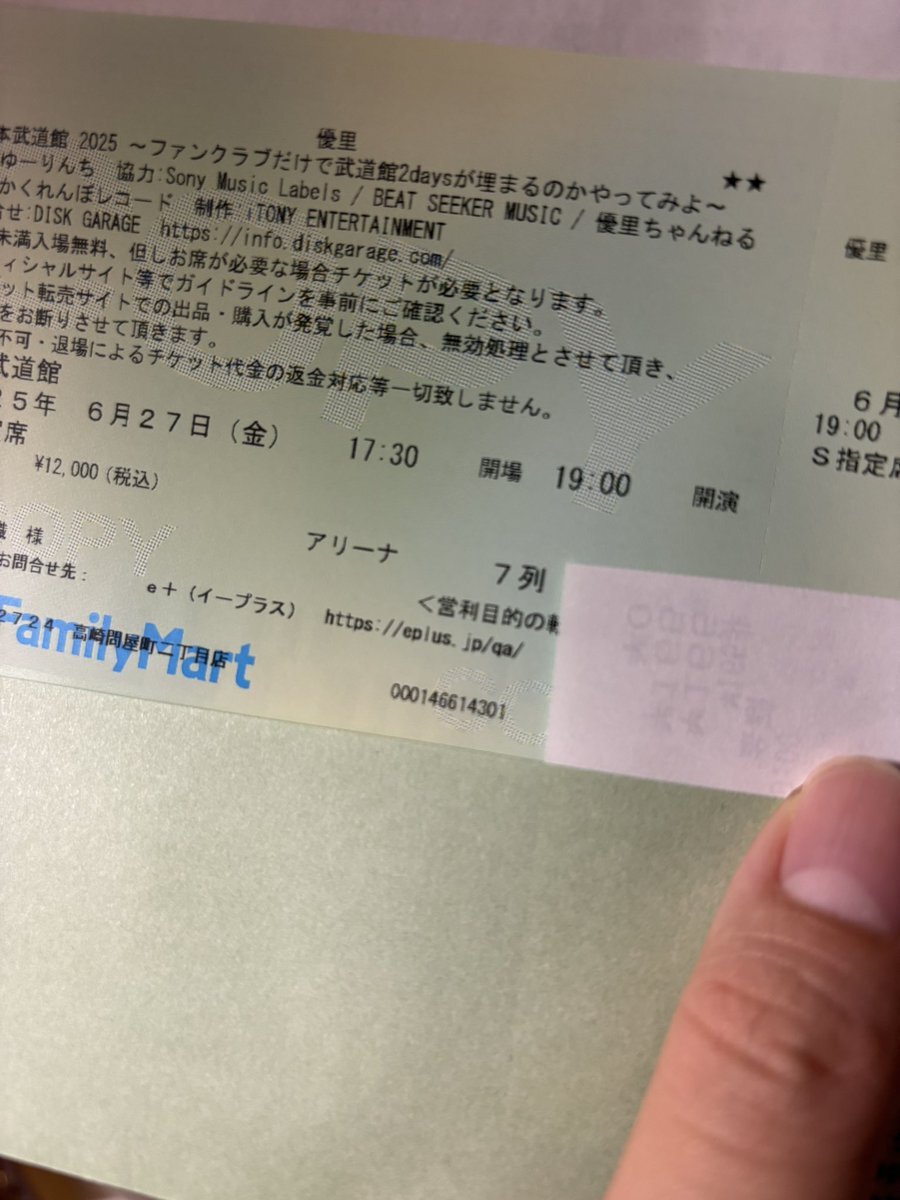 優里
本武道館 2025 ～ファンクラブだけで武道館2daysが埋まるのかやってみよ～
★★
ゆーりんち 協力:Sony Music Labels / BEAT SEEKER MUSIC / 優里ちゃんねる
かくれんぼレコード 制作:iTONY ENTERTAINMENT
合せ:DISK GARAGE https://info.diskgarage.com/
未満入場無料、但しお席が必要な場合チケットが必要となります。
ィシャルサイト等でガイドラインを事前にご確認ください。
ット転売サイトでの出品・購入が発覚した場合、無効処理とさせて頂き、
をお断りさせて頂きます。
不可・退場によるチケット代金の返金対応等一切致しません。
武道館
25年 6月27日（金） 17:30 開場 19:00 開演
席
¥12,000(税込)
様 アリーナ 7列
お問合せ先: e＋（イープラス） https://eplus.jp/qa/
＜営利目的の転
2724 高崎問屋町二丁目店
FamilyMart
000146614301
COPY
優里
6月
19:00
S指定席